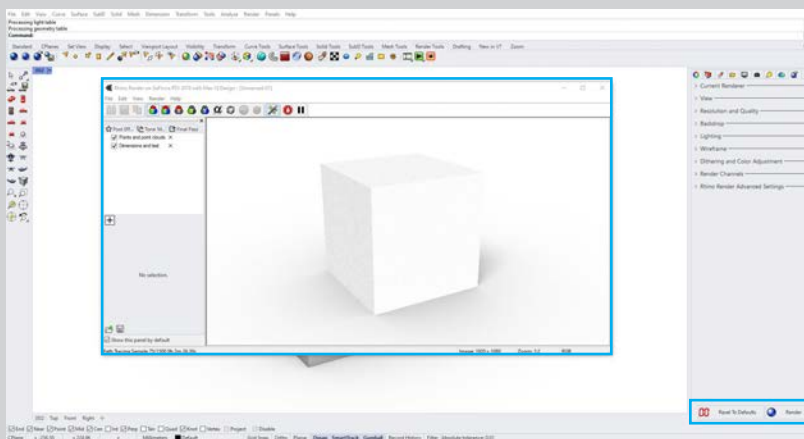 File Edit View Curve Surface SubD Solid Mesh Dimension Transform Tools Analyze Render Panels Help
Processing light table
Processing geometry table
Command:
Standard CPlanes Set View Display Select Viewport Layout Visibility Transform Curve Tools Surface Tools Solid Tools SubD Tools Mesh Tools Render Tools Drafting New in V7 Zoom
File Edit View Render Help
Tone M...
Points and point clouds ×
Dimensions and text ×
No selection.
Show this panel by default
RGB
Current Renderer
View
Resolution and Quality
Backdrop
Lighting
Wireframe
Dithering and Color Adjustment
Render Channels
Rhino Render Advanced Settings
Reset To Defaults Render
Top Front Right
End Near Point Mid Cen Int Perp Tan Quad Knot Vertex Project Disable
CPlane Millimeters Default Grid Snap Ortho Planar Osnap SmartTrack Gumball Record History Filter